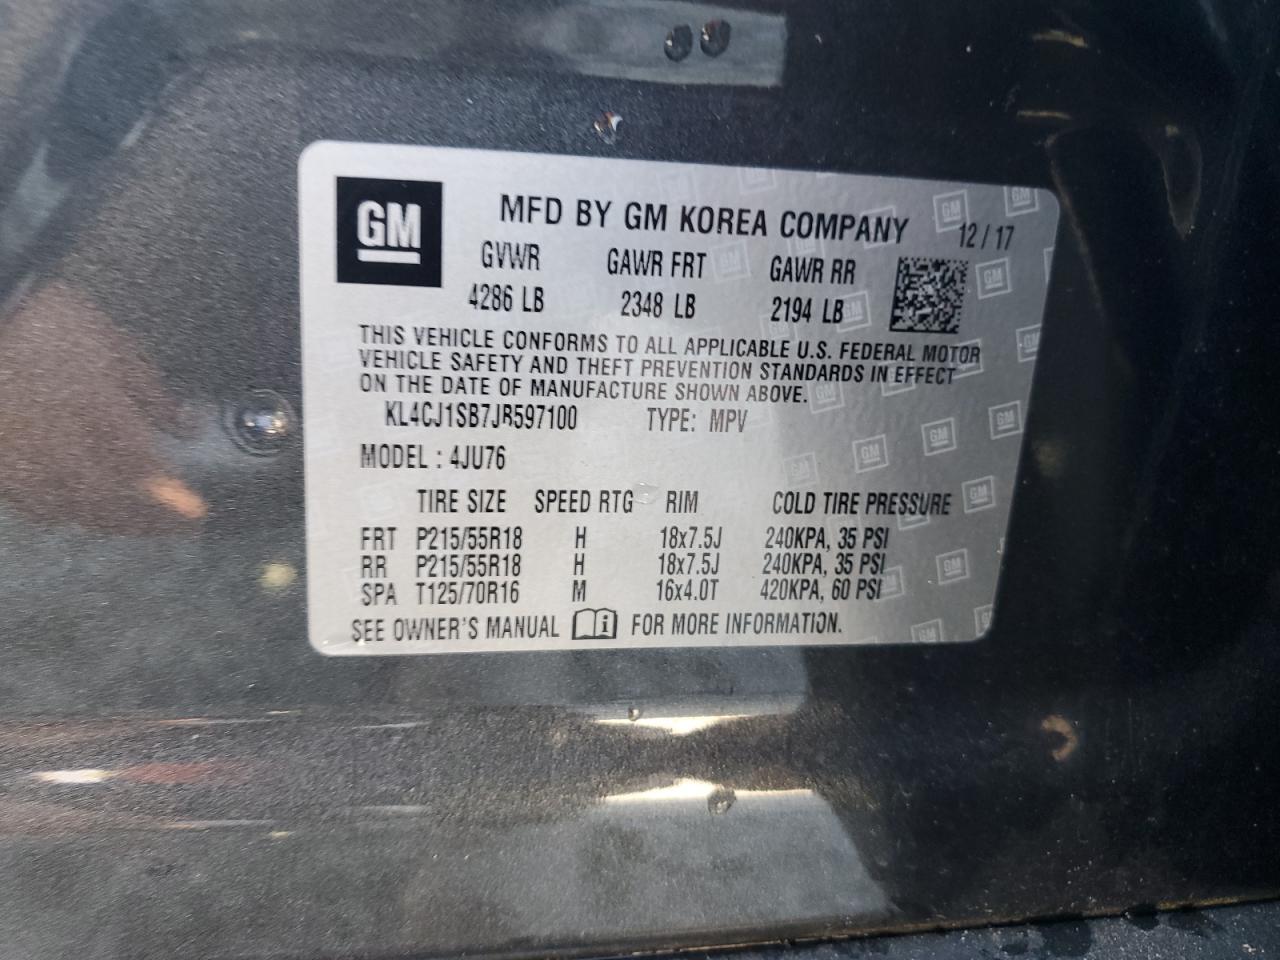 GM
MFD BY GM KOREA COMPANY 12/17
GVWR GAWR FRT GAWR RR
4286 LB 2348 LB 2194 LB
THIS VEHICLE CONFORMS TO ALL APPLICABLE U.S. FEDERAL MOTOR
VEHICLE SAFETY AND THEFT PREVENTION STANDARDS IN EFFECT
ON THE DATE OF MANUFACTURE SHOWN ABOVE.
KL4CJ1SB7JB597100 TYPE: MPV
MODEL : 4JU76
TIRE SIZE SPEED RTG RIM COLD TIRE PRESSURE
FRT P215/55R18 H 18x7.5J 240KPA, 35 PSI
RR P215/55R18 H 18x7.5J 240KPA, 35 PSI
SPA T125/70R16 M 16x4.0T 420KPA, 60 PSI
SEE OWNER'S MANUAL i FOR MORE INFORMATION.